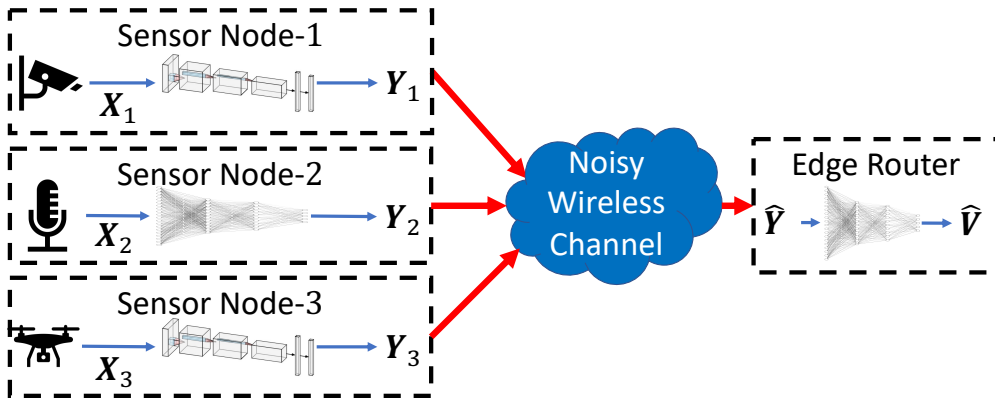 Sensor Node-1
X₁
Y₁
Sensor Node-2
X₂
Y₂
Sensor Node-3
X₃
Y₃
Noisy
Wireless
Channel
Edge Router
Ŷ
V̂